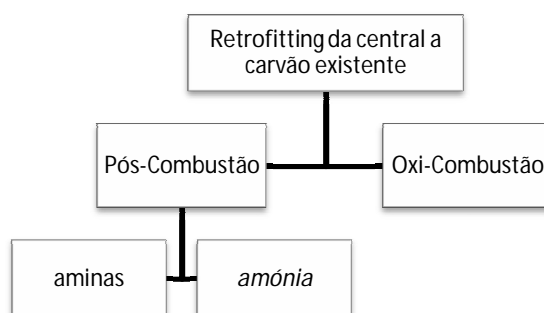 Retrofitting da central a
carvão existente
Pós-Combustão
Oxi-Combustão
aminas
amónia